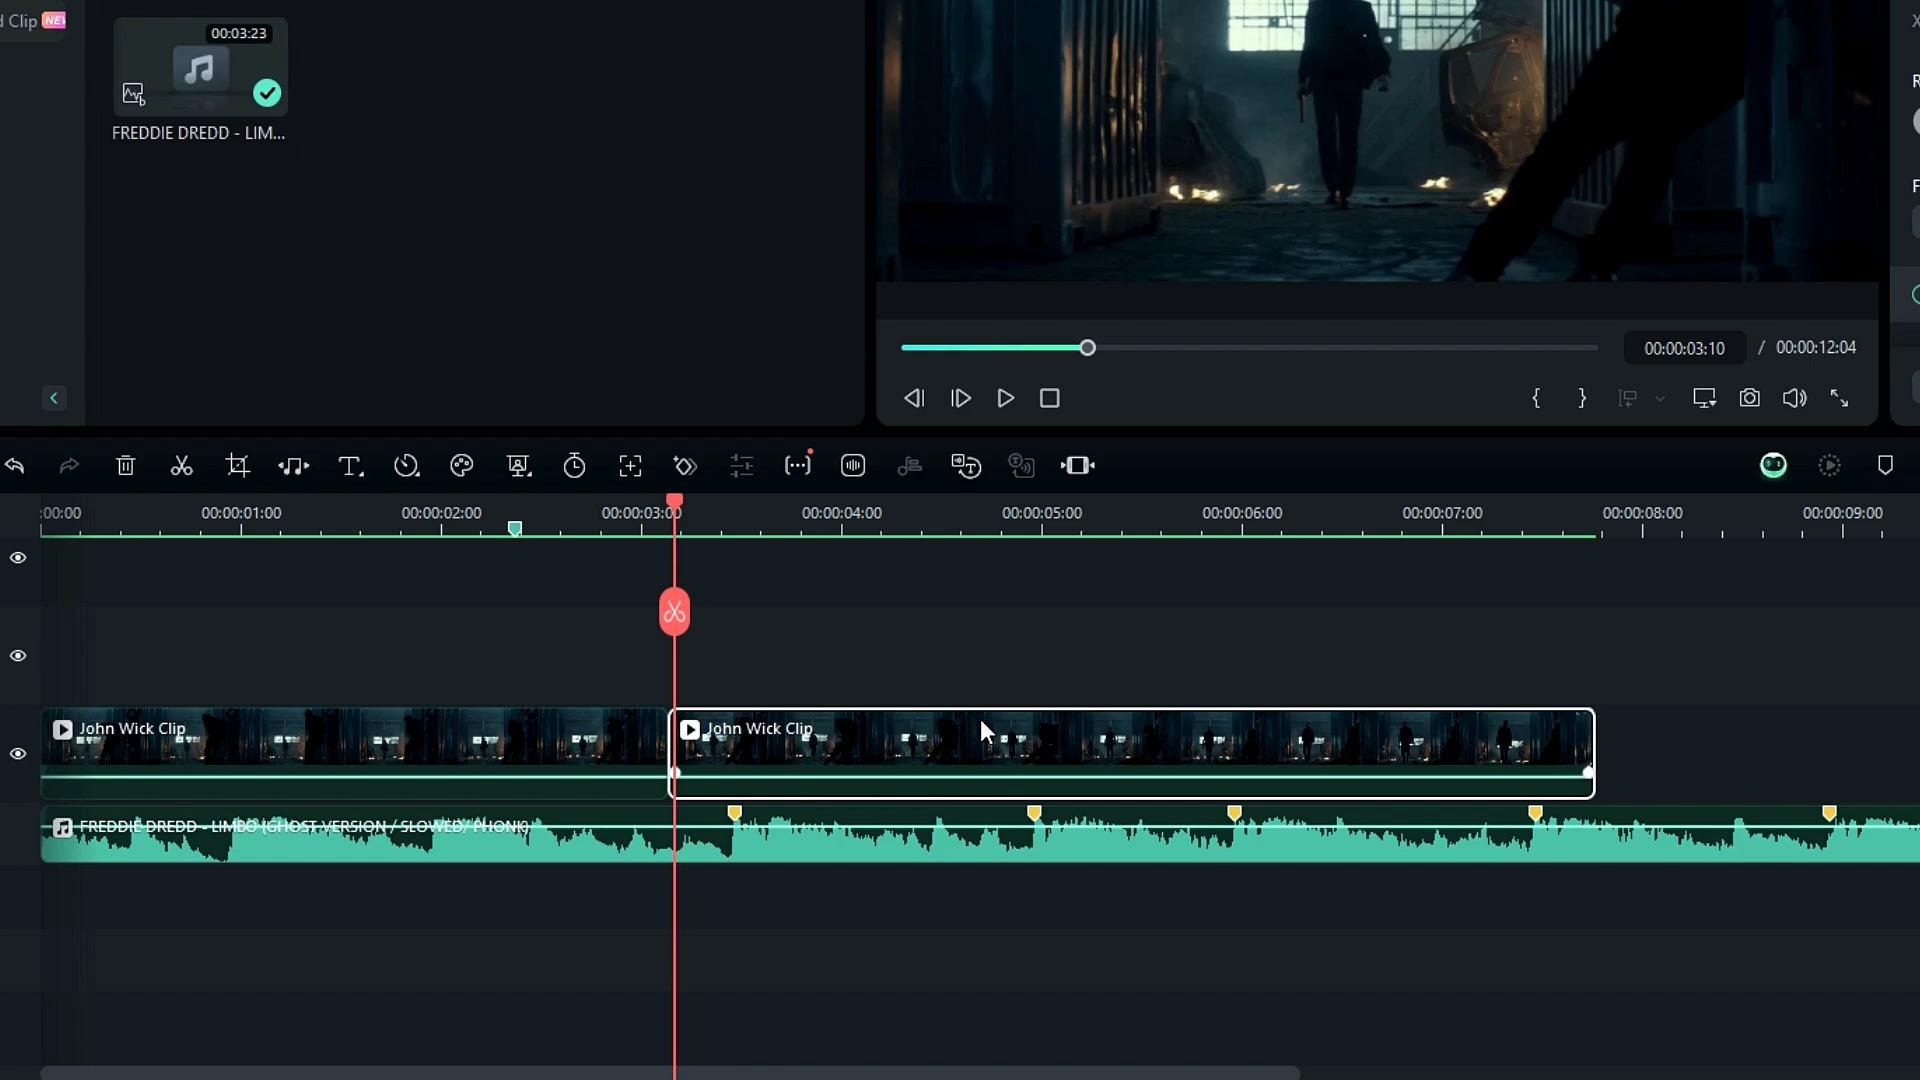 d Clip NEW
00:03:23
FREDDIE DREDD - LIM...
00:00:03:10 / 00:00:12:04
:00:00 00:00:01:00 00:00:02:00 00:00:03:00 00:00:04:00 00:00:05:00 00:00:06:00 00:00:07:00 00:00:08:00 00:00:09:00
John Wick Clip John Wick Clip
FREDDIE DREDD - LIMBO (GHOST VERSION / SLOWED/ PHONK)